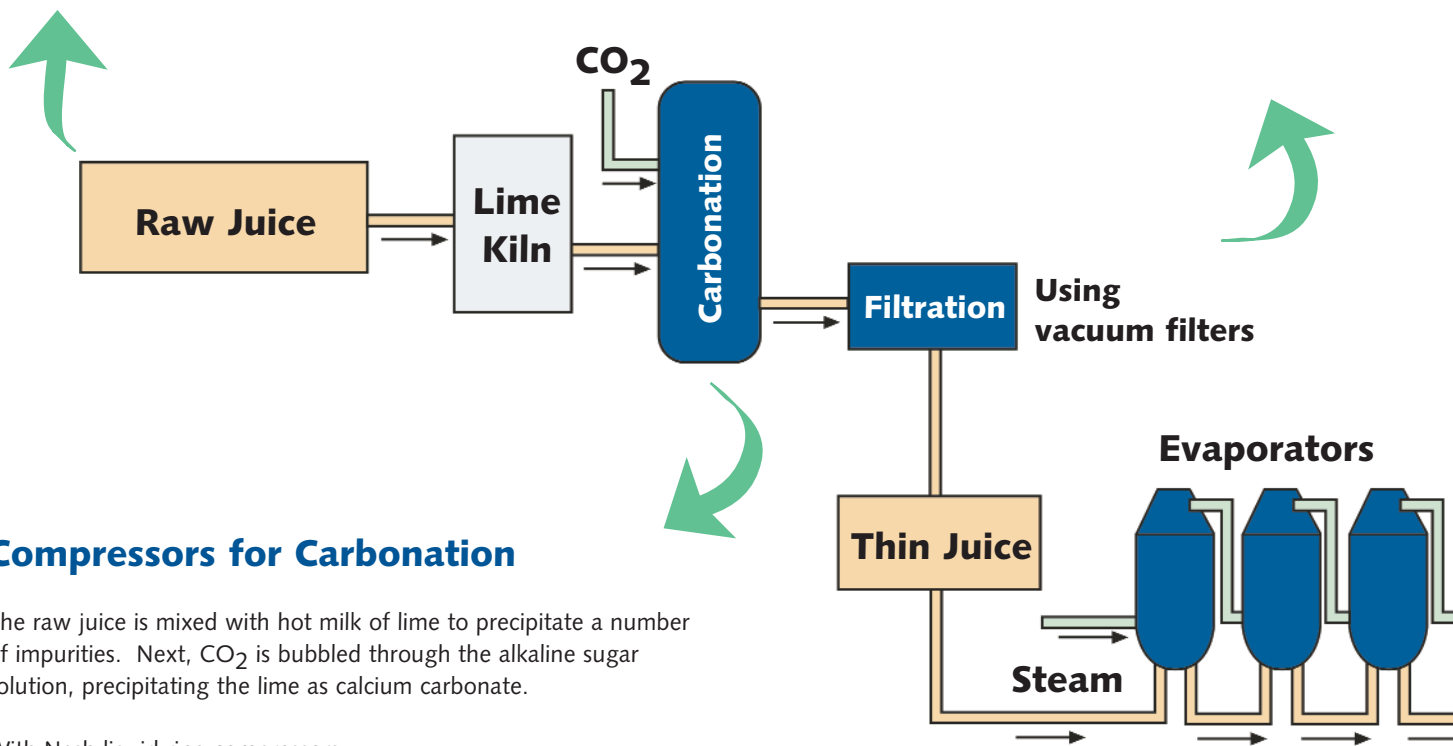 CO2
Raw Juice
Lime
Kiln
Carbonation
Filtration
Using
vacuum filters
Evaporators
Thin Juice
Steam
Compressors for Carbonation
he raw juice is mixed with hot milk of lime to precipitate a number
f impurities. Next, CO2 is bubbled through the alkaline sugar
olution, precipitating the lime as calcium carbonate.